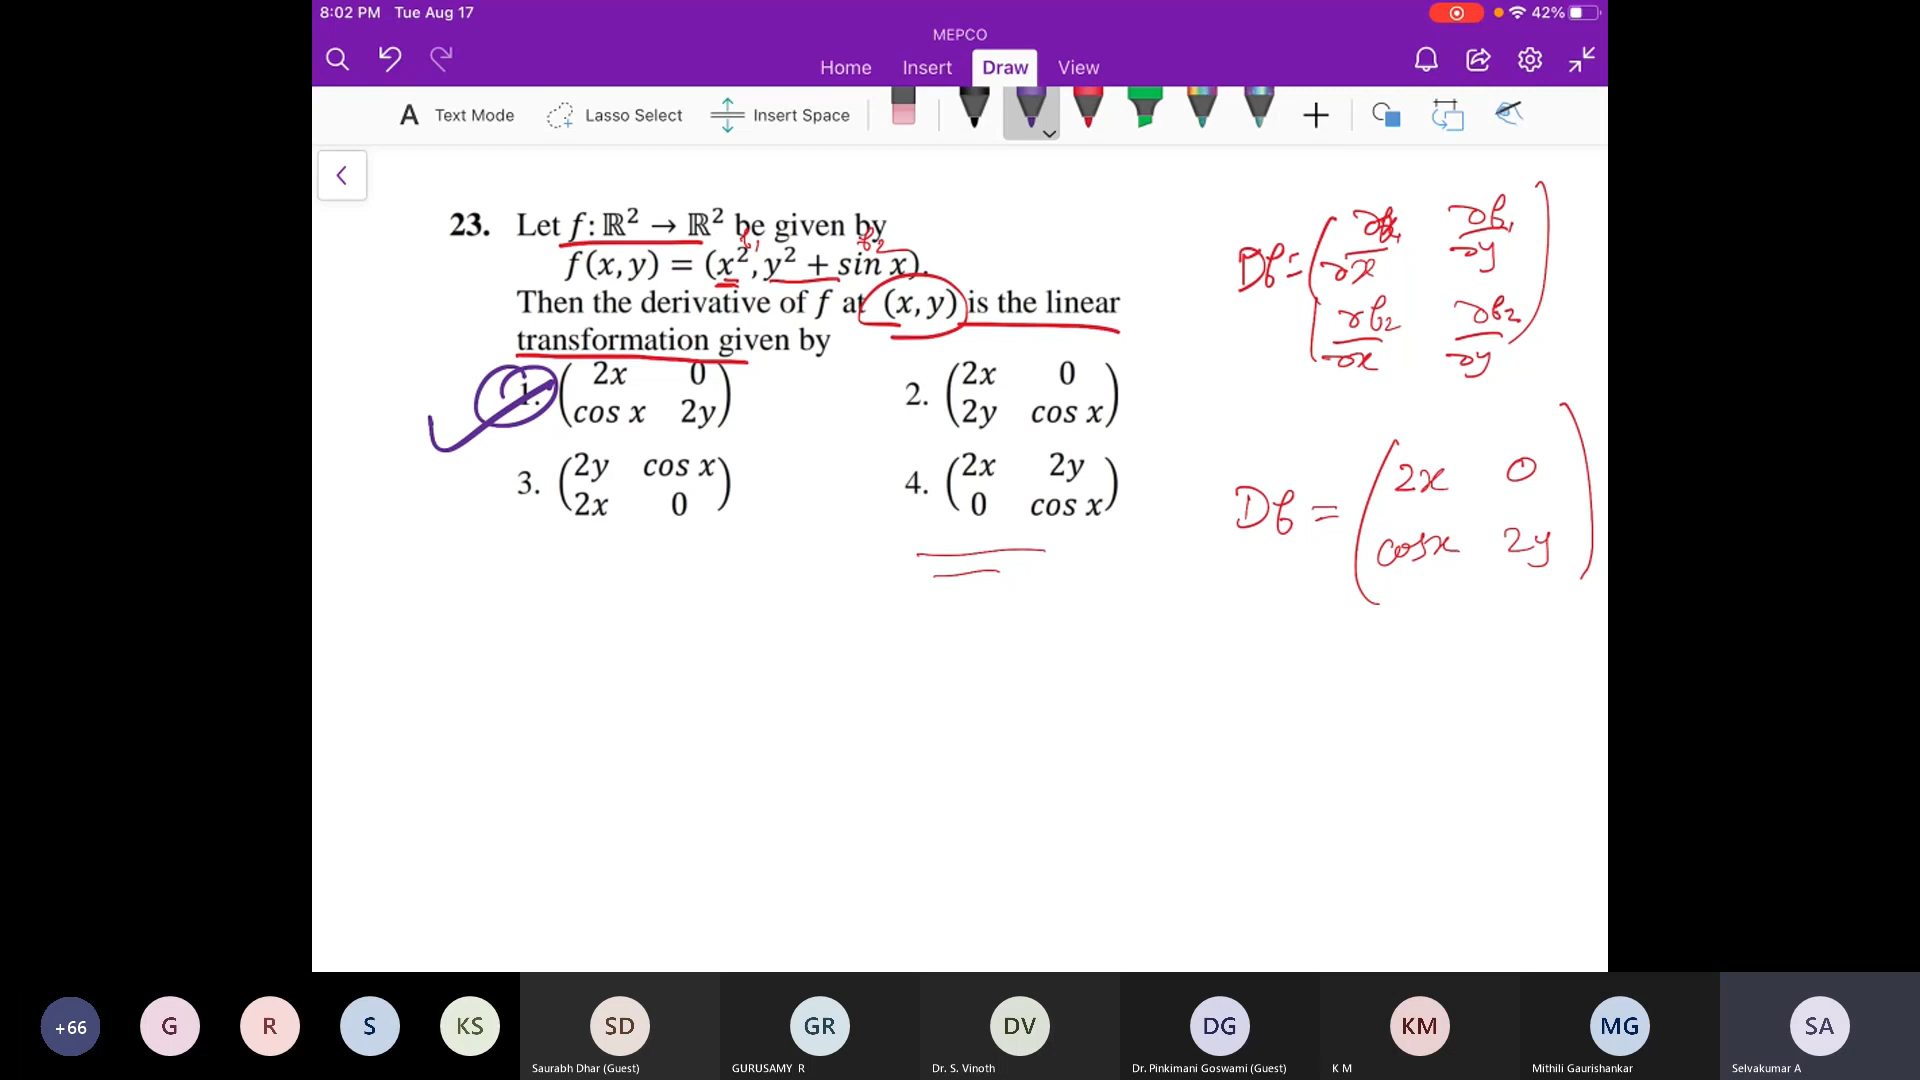 8:02 PM Tue Aug 17
42%
MEPCO
Home Insert Draw View
A Text Mode Lasso Select Insert Space
23. Let f: ℝ² → ℝ² be given by
f(x, y) = (x², y² + sin x).
f₁ f₂
Then the derivative of f at (x, y) is the linear
transformation given by
1. (2x 0
cos x 2y)
2. (2x 0
2y cos x)
3. (2y cos x
2x 0)
4. (2x 2y
0 cos x)
Df = (∂f₁/∂x ∂f₁/∂y
∂f₂/∂x ∂f₂/∂y)
Df = (2x 0
cosx 2y)
+66 G R S KS SD GR DV DG KM MG SA
Saurabh Dhar (Guest) GURUSAMY R Dr. S. Vinoth Dr. Pinkimani Goswami (Guest) K M Mithili Gaurishankar Selvakumar A